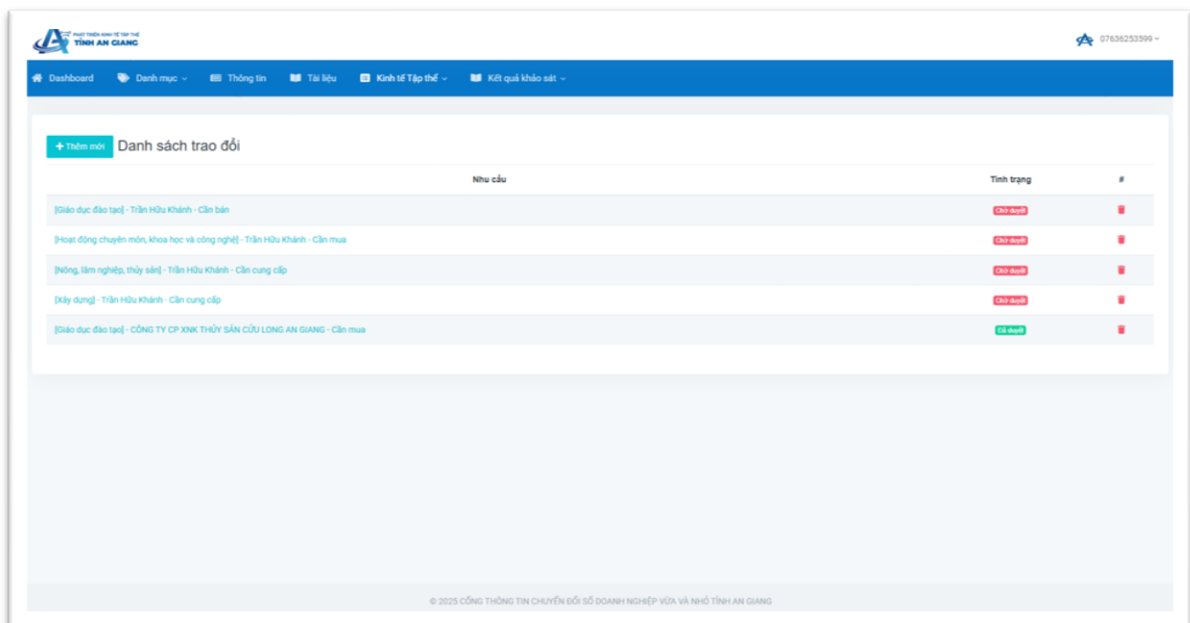 PHÁT TRIỂN KINH TẾ TẬP THỂ
TỈNH AN GIANG
07636253599
Dashboard Danh mục Thông tin Tài liệu Kinh tế Tập thể Kết quả khảo sát
+ Thêm mới Danh sách trao đổi
Nhu cầu Tình trạng #
[Giáo dục đào tạo] - Trần Hữu Khánh - Cần bán Chờ duyệt
[Hoạt động chuyên môn, khoa học và công nghệ] - Trần Hữu Khánh - Cần mua Chờ duyệt
[Nông, lâm nghiệp, thủy sản] - Trần Hữu Khánh - Cần cung cấp Chờ duyệt
[Xây dựng] - Trần Hữu Khánh - Cần cung cấp Chờ duyệt
[Giáo dục đào tạo] - CÔNG TY CP XNK THỦY SẢN CỬU LONG AN GIANG - Cần mua duyệt
© 2025 CỔNG THÔNG TIN CHUYỂN ĐỔI SỐ DOANH NGHIỆP VỪA VÀ NHỎ TỈNH AN GIANG